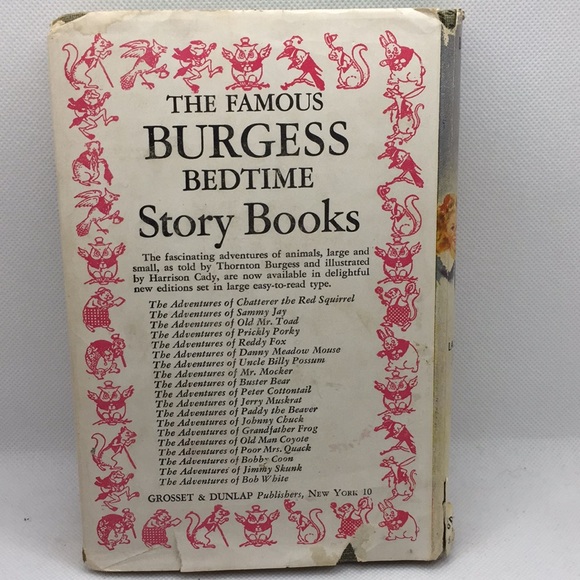 THE FAMOUS
BURGESS
BEDTIME
Story Books
The fascinating adventures of animals, large and
small, as told by Thornton Burgess and illustrated
by Harrison Cady, are now available in delightful
new editions set in large easy-to-read type.
The Adventures of Chatterer the Red Squirrel
The Adventures of Sammy Jay
The Adventures of Old Mr. Toad
The Adventures of Prickly Porky
The Adventures of Reddy Fox
The Adventures of Danny Meadow Mouse
The Adventures of Uncle Billy Possum
The Adventures of Mr. Mocker
The Adventures of Buster Bear
The Adventures of Peter Cottontail
The Adventures of Jerry Muskrat
The Adventures of Paddy the Beaver
The Adventures of Johnny Chuck
The Adventures of Grandfather Frog
The Adventures of Old Man Coyote
The Adventures of Poor Mrs. Quack
The Adventures of Bobby Coon
The Adventures of Jimmy Skunk
The Adventures of Bob White
GROSSET & DUNLAP Publishers, NEW YORK 10